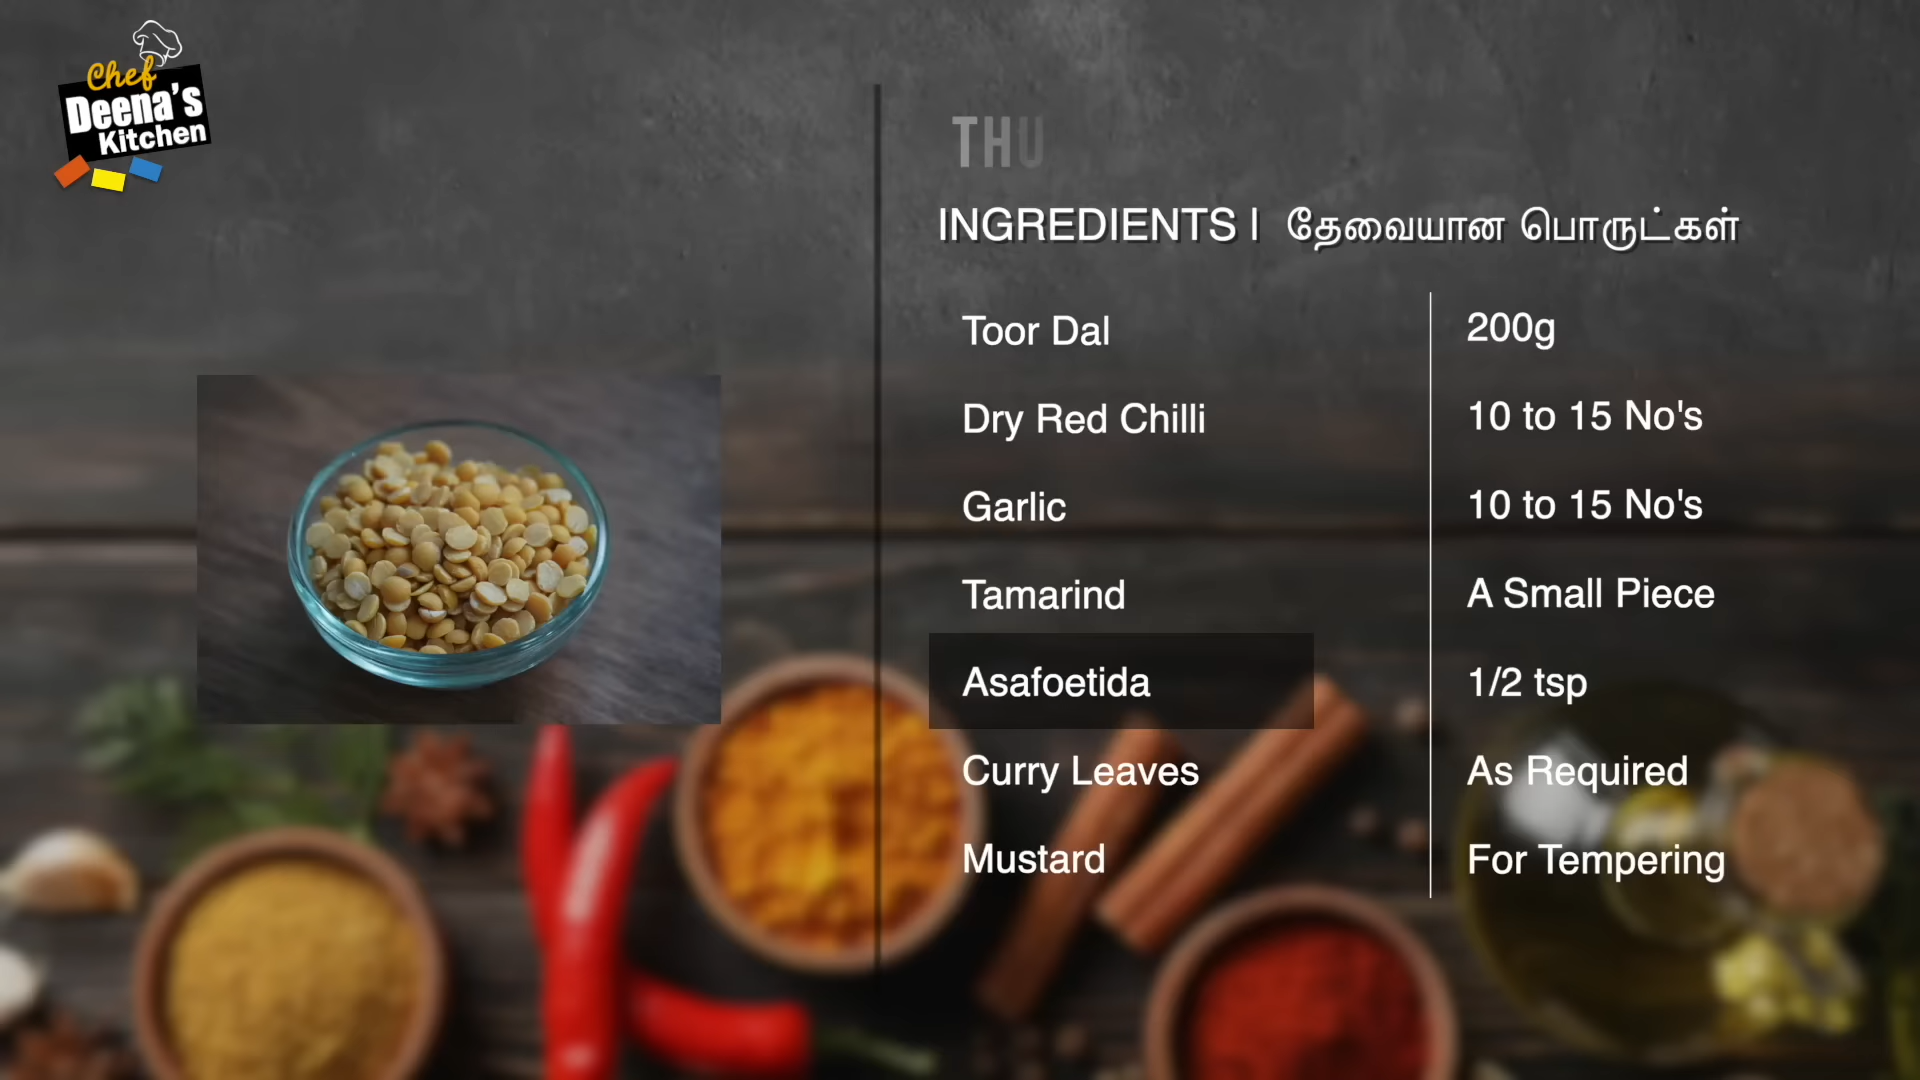 Chef
Deena's
Kitchen
THU
INGREDIENTS | தேவையான பொருட்கள்
Toor Dal 200g
Dry Red Chilli 10 to 15 No's
Garlic 10 to 15 No's
Tamarind A Small Piece
Asafoetida 1/2 tsp
Curry Leaves As Required
Mustard For Tempering